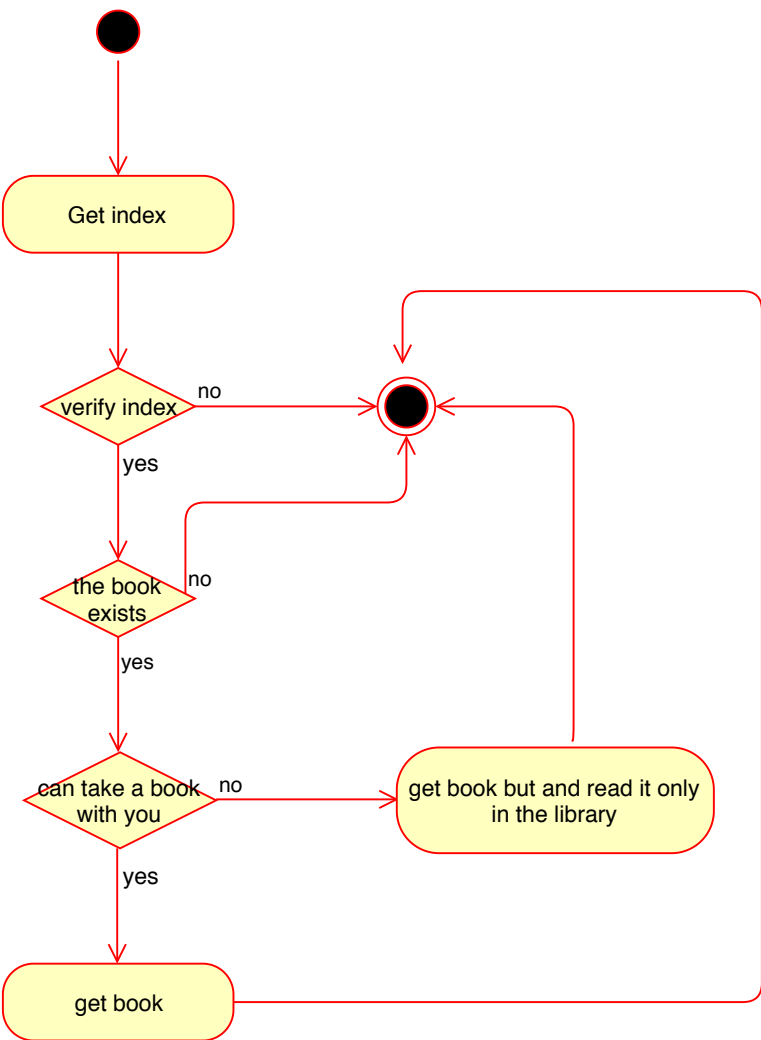 Get index
verify index
no
yes
the book
exists
no
yes
can take a book
with you
no
get book but and read it only
in the library
yes
get book